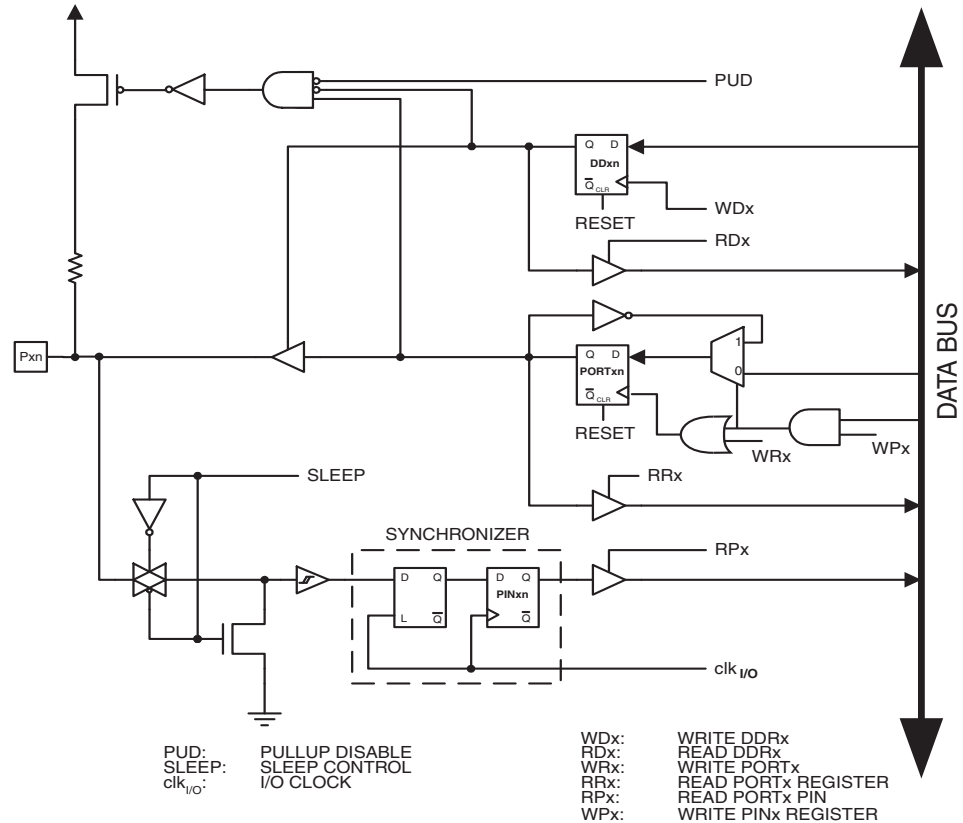 PUD
Q D
DDxn
Q CLR
WDx
RESET
RDx
1
Pxn
Q D
PORTxn
0
Q CLR
RESET
WRx
WPx
DATA BUS
SLEEP
RRx
SYNCHRONIZER
RPx
D Q
D Q
PINxn
L Q
Q
clk I/O
PUD: PULLUP DISABLE
SLEEP: SLEEP CONTROL
clkI/O: I/O CLOCK
WDx: WRITE DDRx
RDx: READ DDRx
WRx: WRITE PORTx
RRx: READ PORTx REGISTER
RPx: READ PORTx PIN
WPx: WRITE PINx REGISTER